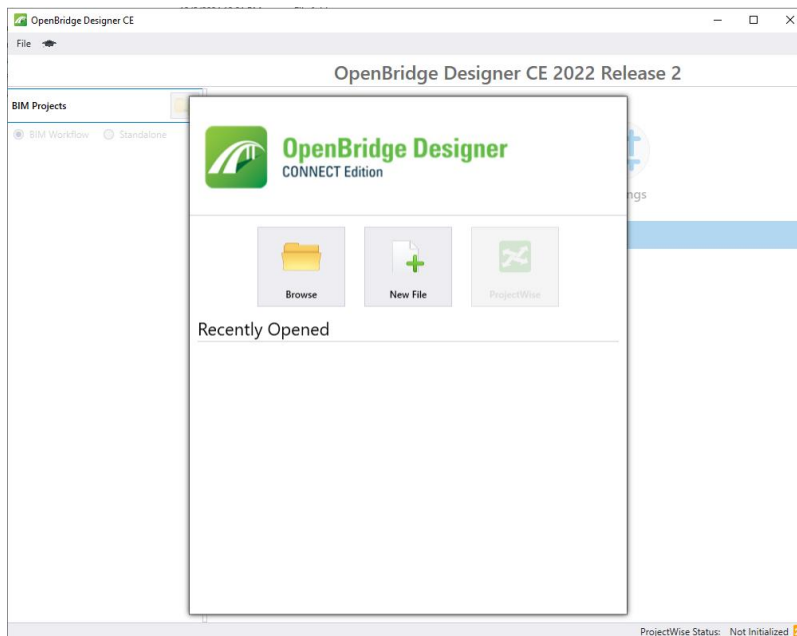 OpenBridge Designer CE
File
OpenBridge Designer CE 2022 Release 2
BIM Projects
BIM Workflow Standalone
OpenBridge Designer
CONNECT Edition
Browse New File ProjectWise
Recently Opened
ProjectWise Status: Not Initialized